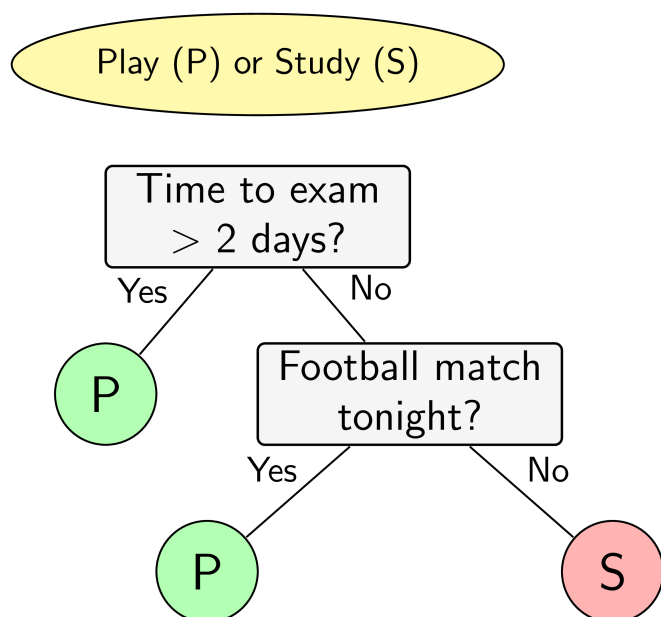 Play (P) or Study (S)
Time to exam
> 2 days?
Yes
No
P
Football match
tonight?
Yes
No
P
S